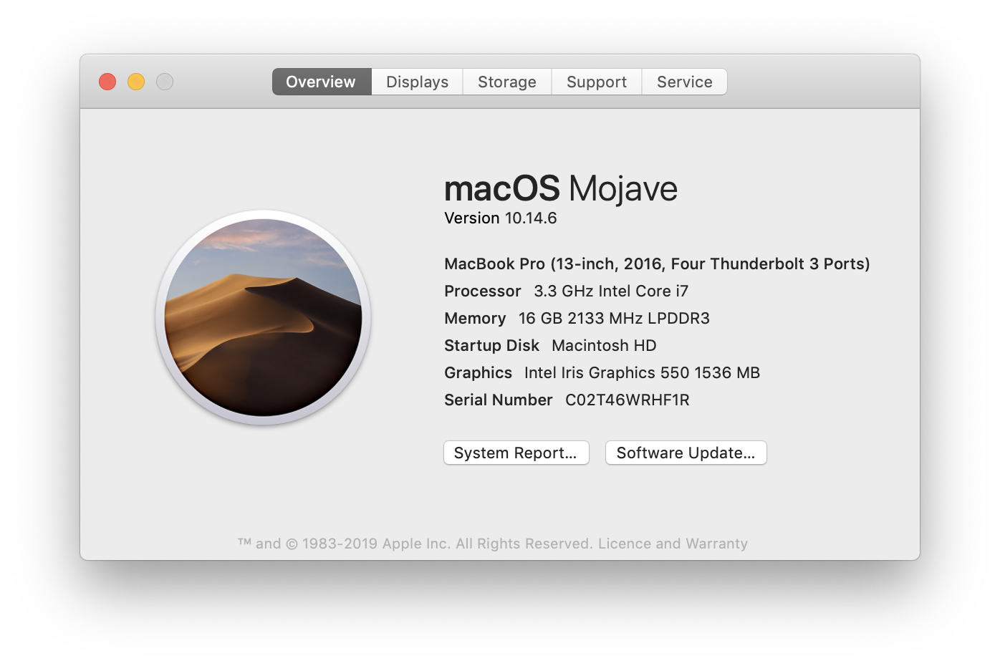 Overview Displays Storage Support Service
macOS Mojave
Version 10.14.6
MacBook Pro (13-inch, 2016, Four Thunderbolt 3 Ports)
Processor 3.3 GHz Intel Core i7
Memory 16 GB 2133 MHz LPDDR3
Startup Disk Macintosh HD
Graphics Intel Iris Graphics 550 1536 MB
Serial Number C02T46WRHF1R
System Report... Software Update...
™ and © 1983-2019 Apple Inc. All Rights Reserved. Licence and Warranty